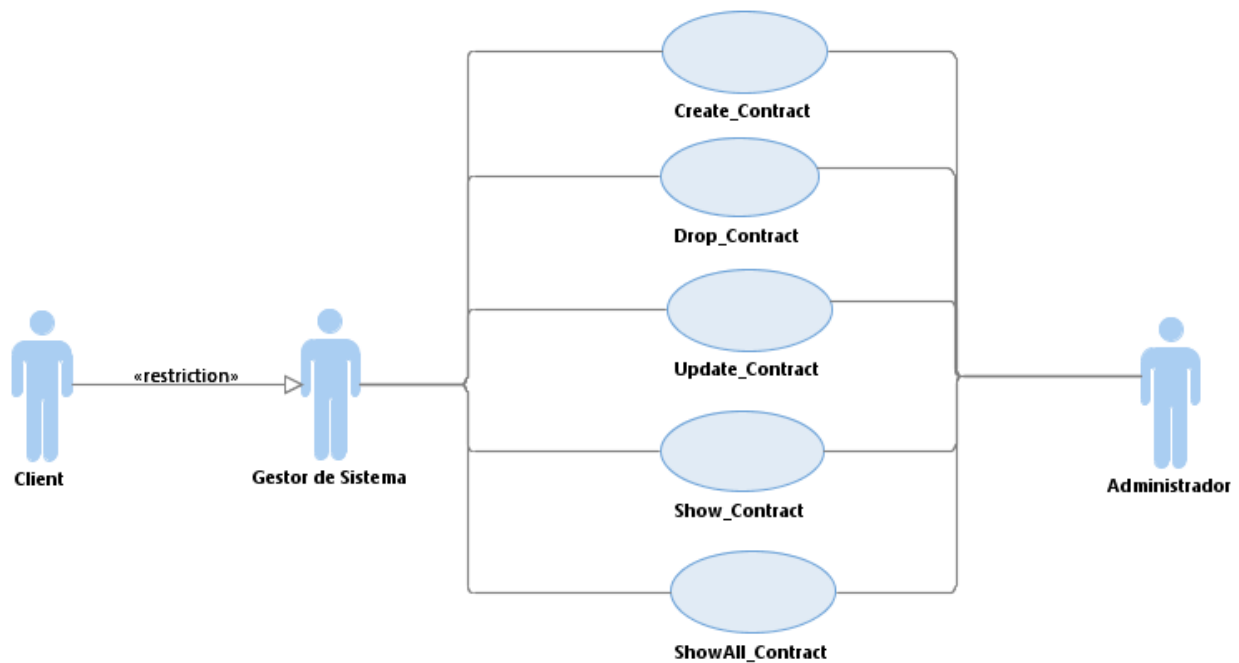 Create_Contract
Drop_Contract
Update_Contract
«restriction»
Client
Gestor de Sistema
Administrador
Show_Contract
ShowAll_Contract